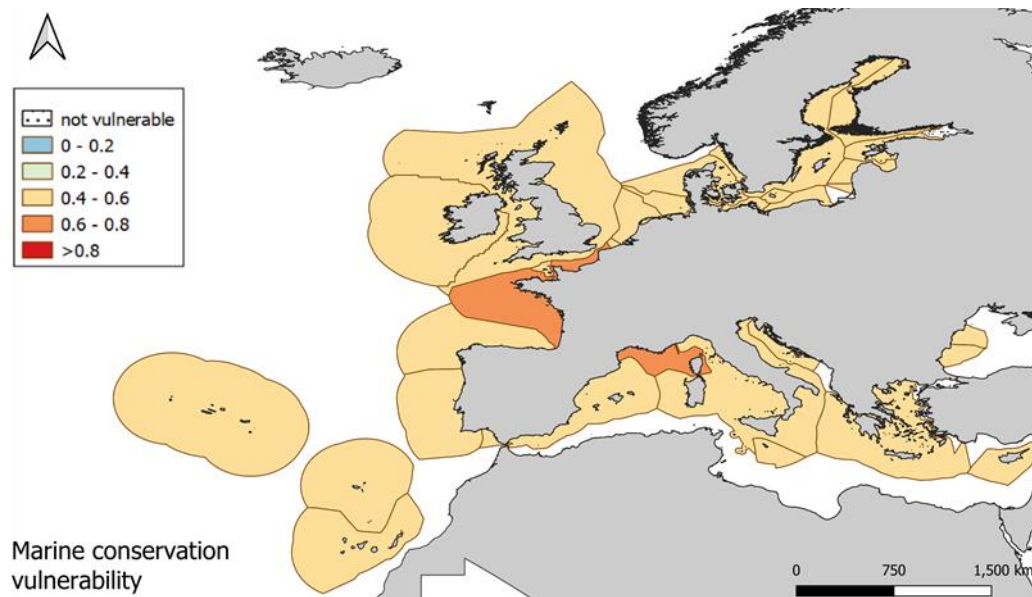 not vulnerable
0 - 0.2
0.2 - 0.4
0.4 - 0.6
0.6 - 0.8
>0.8
Marine conservation
vulnerability
0 750 1,500 km